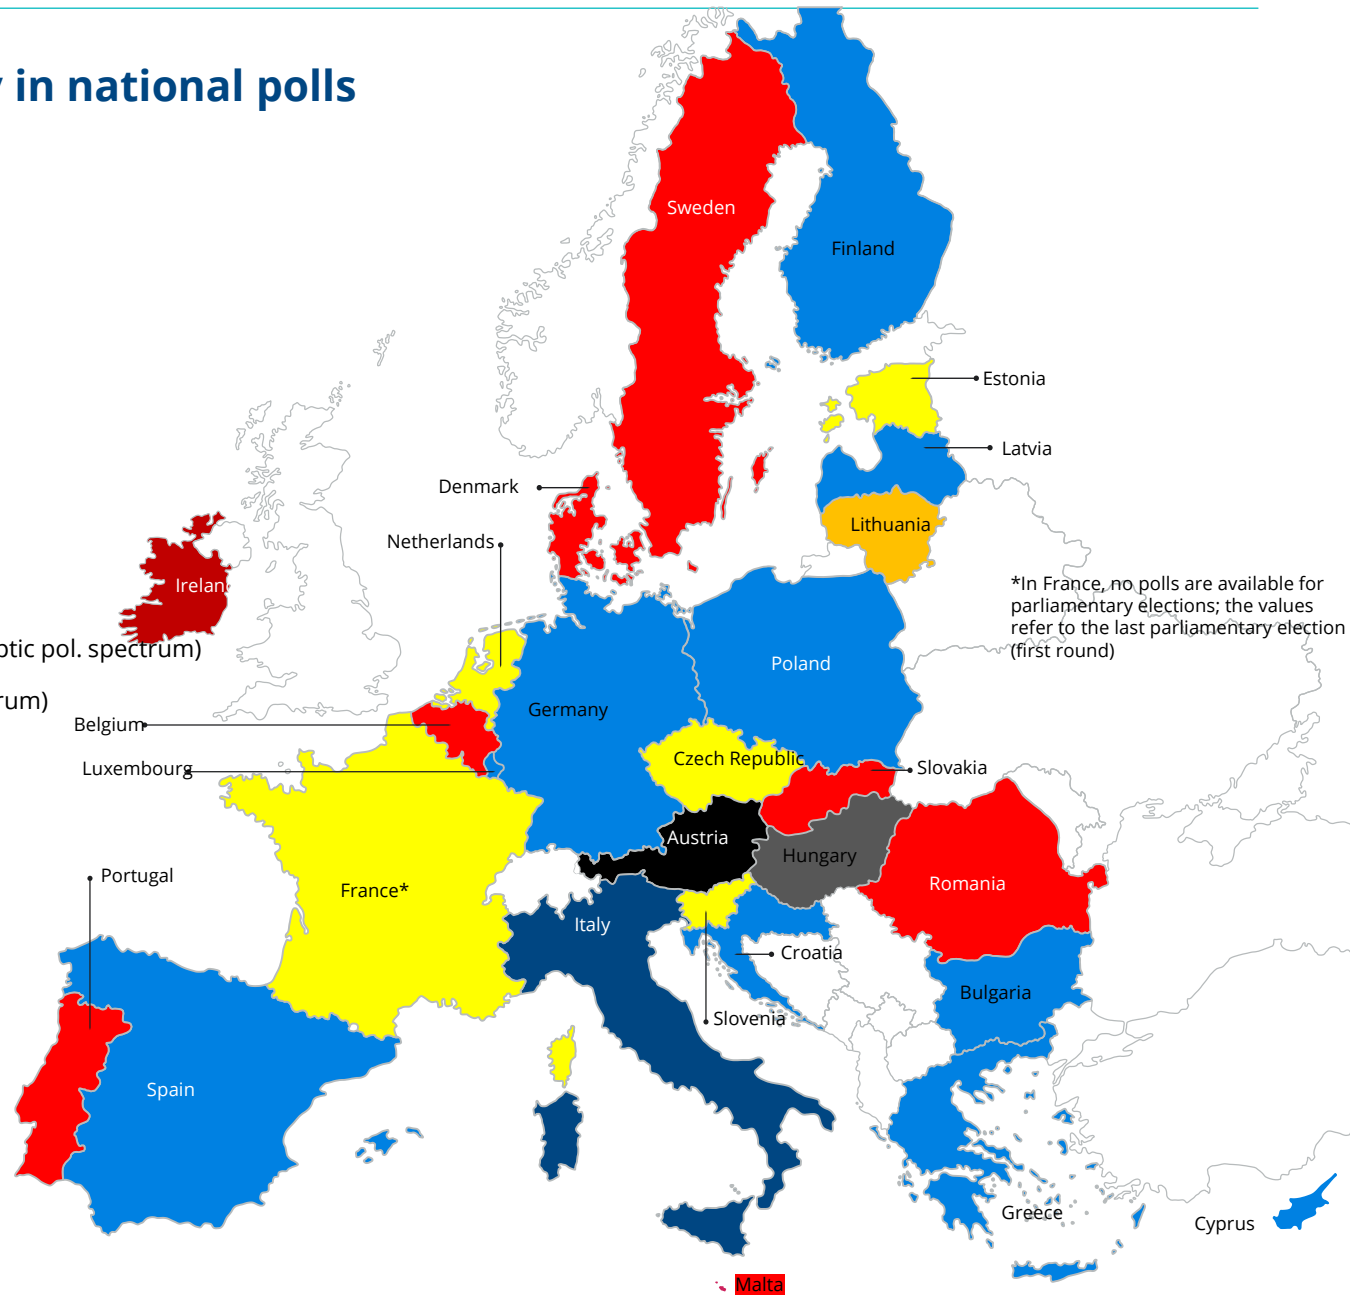 in national polls
Sweden
Finland
Estonia
Latvia
Denmark
Lithuania
Netherlands
*In France, no polls are available for
parliamentary elections; the values
refer to the last parliamentary election
(first round)
Irelan
ptic pol. spectrum)
Poland
rum)
Germany
Belgium
Czech Republic
Luxembourg
Slovakia
Austria
Hungary
Portugal
France*
Romania
Italy
Croatia
Bulgaria
Slovenia
Spain
Greece
Cyprus
Malta